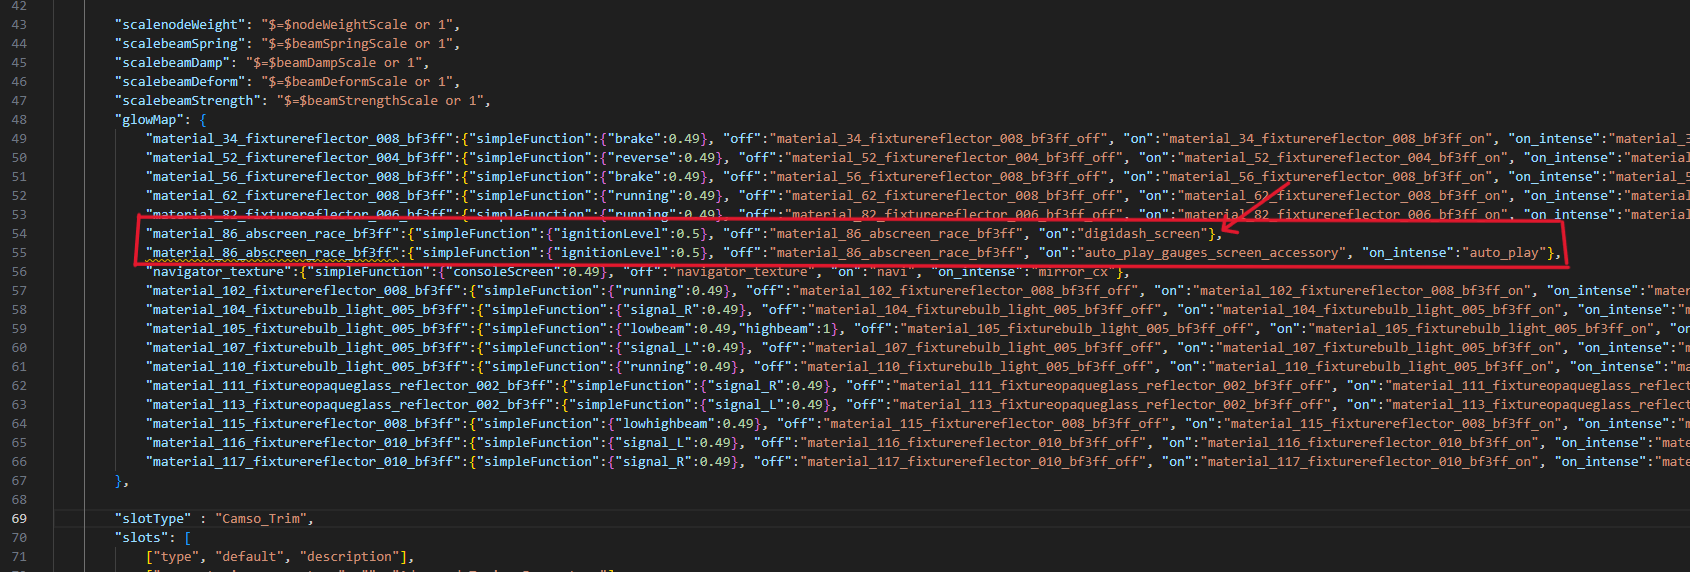 42
43 "scalenodeWeight": "$=$nodeWeightScale or 1",
44 "scalebeamSpring": "$=$beamSpringScale or 1",
45 "scalebeamDamp": "$=$beamDampScale or 1",
46 "scalebeamDeform": "$=$beamDeformScale or 1",
47 "scalebeamStrength": "$=$beamStrengthScale or 1",
48 "glowMap": {
49 "material_34_fixturereflector_008_bf3ff":{"simpleFunction":{"brake":0.49}, "off":"material_34_fixturereflector_008_bf3ff_off", "on":"material_34_fixturereflector_008_bf3ff_on", "on_intense":"material_3
50 "material_52_fixturereflector_004_bf3ff":{"simpleFunction":{"reverse":0.49}, "off":"material_52_fixturereflector_004_bf3ff_off", "on":"material_52_fixturereflector_004_bf3ff_on", "on_intense":"materia
51 "material_56_fixturereflector_008_bf3ff":{"simpleFunction":{"brake":0.49}, "off":"material_56_fixturereflector_008_bf3ff_off", "on":"material_56_fixturereflector_008_bf3ff_on", "on_intense":"material_5
52 "material_62_fixturereflector_008_bf3ff":{"simpleFunction":{"running":0.49}, "off":"material_62_fixturereflector_008_bf3ff_off", "on":"material_62_fixturereflector_008_bf3ff_on", "on_intense":"materia
53 "material_82_fixturereflector_006_bf3ff":{"simpleFunction":{"running":0.49}, "off":"material_82_fixturereflector_006_bf3ff_off", "on":"material_82_fixturereflector_006_bf3ff_on", "on_intense":"materia
54 "material_86_abscreen_race_bf3ff":{"simpleFunction":{"ignitionLevel":0.5}, "off":"material_86_abscreen_race_bf3ff", "on":"digidash_screen"},
55 "material_86_abscreen_race_bf3ff":{"simpleFunction":{"ignitionLevel":0.5}, "off":"material_86_abscreen_race_bf3ff", "on":"auto_play_gauges_screen_accessory", "on_intense":"auto_play"},
56 "navigator_texture":{"simpleFunction":{"consoleScreen":0.49}, "off":"navigator_texture", "on":"navi", "on_intense":"mirror_cx"},
57 "material_102_fixturereflector_008_bf3ff":{"simpleFunction":{"running":0.49}, "off":"material_102_fixturereflector_008_bf3ff_off", "on":"material_102_fixturereflector_008_bf3ff_on", "on_intense":"mater
58 "material_104_fixturebulb_light_005_bf3ff":{"simpleFunction":{"signal_R":0.49}, "off":"material_104_fixturebulb_light_005_bf3ff_off", "on":"material_104_fixturebulb_light_005_bf3ff_on", "on_intense":"m
59 "material_105_fixturebulb_light_005_bf3ff":{"simpleFunction":{"lowbeam":0.49,"highbeam":1}, "off":"material_105_fixturebulb_light_005_bf3ff_off", "on":"material_105_fixturebulb_light_005_bf3ff_on", "on
60 "material_107_fixturebulb_light_005_bf3ff":{"simpleFunction":{"signal_L":0.49}, "off":"material_107_fixturebulb_light_005_bf3ff_off", "on":"material_107_fixturebulb_light_005_bf3ff_on", "on_intense":"m
61 "material_110_fixturebulb_light_005_bf3ff":{"simpleFunction":{"running":0.49}, "off":"material_110_fixturebulb_light_005_bf3ff_off", "on":"material_110_fixturebulb_light_005_bf3ff_on", "on_intense":"ma
62 "material_111_fixtureopaqueglass_reflector_002_bf3ff":{"simpleFunction":{"signal_R":0.49}, "off":"material_111_fixtureopaqueglass_reflector_002_bf3ff_off", "on":"material_111_fixtureopaqueglass_reflect
63 "material_113_fixtureopaqueglass_reflector_002_bf3ff":{"simpleFunction":{"signal_L":0.49}, "off":"material_113_fixtureopaqueglass_reflector_002_bf3ff_off", "on":"material_113_fixtureopaqueglass_reflect
64 "material_115_fixturereflector_008_bf3ff":{"simpleFunction":{"lowhighbeam":0.49}, "off":"material_115_fixturereflector_008_bf3ff_off", "on":"material_115_fixturereflector_008_bf3ff_on", "on_intense":"m
65 "material_116_fixturereflector_010_bf3ff":{"simpleFunction":{"signal_L":0.49}, "off":"material_116_fixturereflector_010_bf3ff_off", "on":"material_116_fixturereflector_010_bf3ff_on", "on_intense":"mate
66 "material_117_fixturereflector_010_bf3ff":{"simpleFunction":{"signal_R":0.49}, "off":"material_117_fixturereflector_010_bf3ff_off", "on":"material_117_fixturereflector_010_bf3ff_on", "on_intense":"mate
67 },
68
69 "slotType" : "Camso_Trim",
70 "slots": [
71 ["type", "default", "description"],